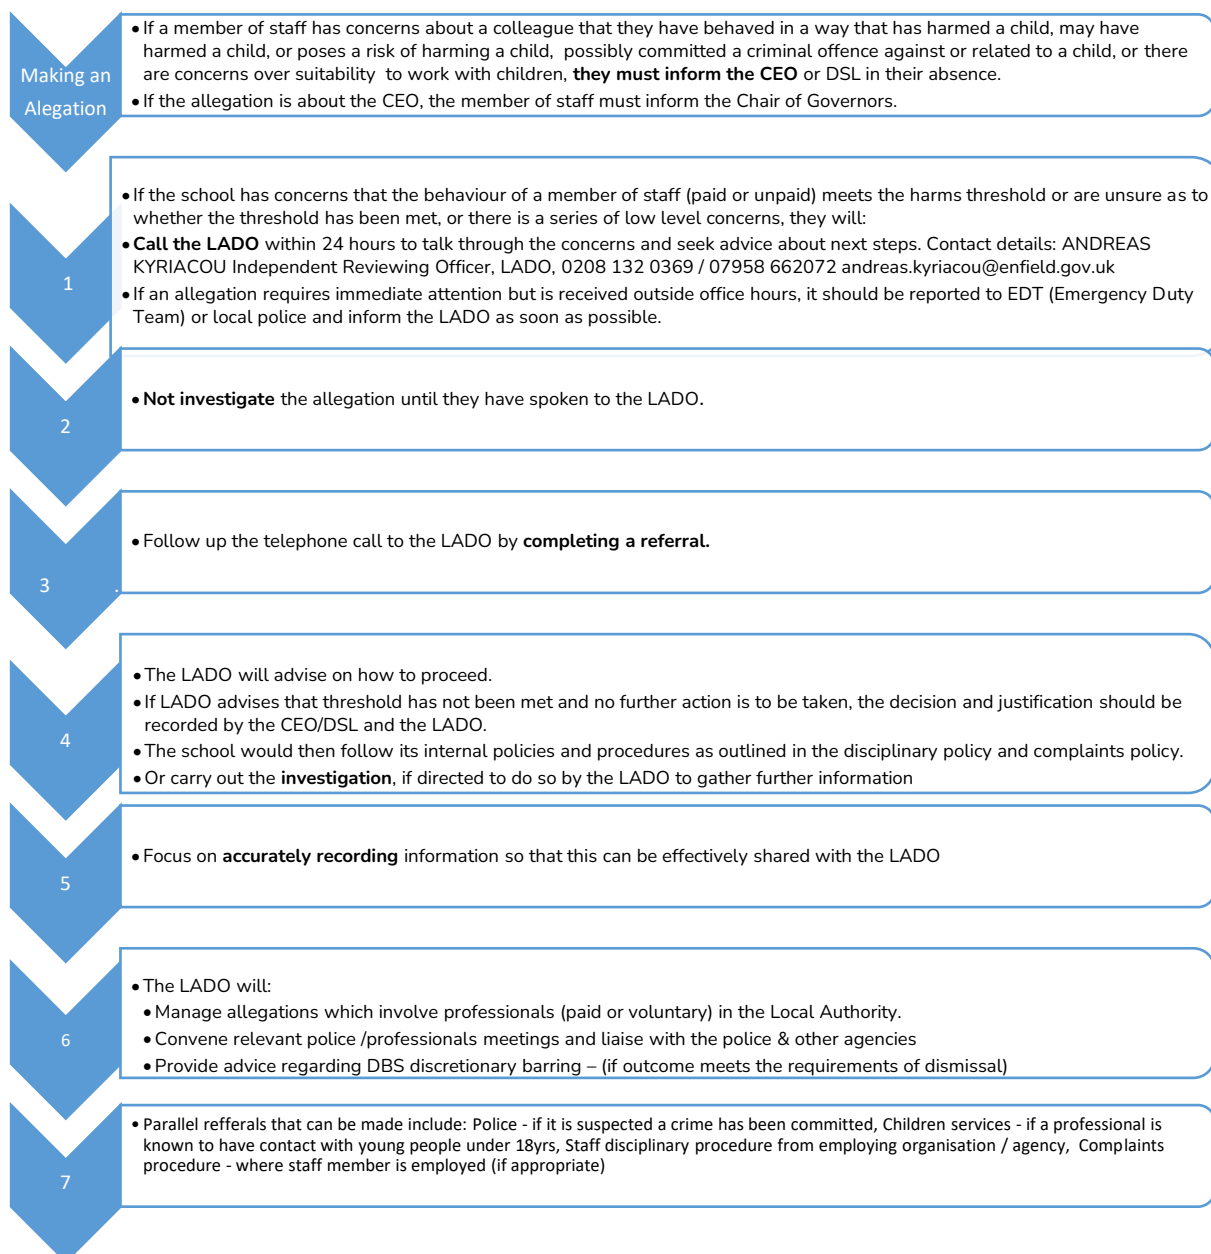 Making an
Alegation
• If a member of staff has concerns about a colleague that they have behaved in a way that has harmed a child, may have
harmed a child, or poses a risk of harming a child,  possibly committed a criminal offence against or related to a child, or there
are concerns over suitability  to work with children, they must inform the CEO or DSL in their absence.
• If the allegation is about the CEO, the member of staff must inform the Chair of Governors.
1
• If the school has concerns that the behaviour of a member of staff (paid or unpaid) meets the harms threshold or are unsure as to
whether the threshold has been met, or there is a series of low level concerns, they will:
• Call the LADO within 24 hours to talk through the concerns and seek advice about next steps. Contact details: ANDREAS
KYRIACOU Independent Reviewing Officer, LADO, 0208 132 0369 / 07958 662072 andreas.kyriacou@enfield.gov.uk
• If an allegation requires immediate attention but is received outside office hours, it should be reported to EDT (Emergency Duty
Team) or local police and inform the LADO as soon as possible.
2
• Not investigate the allegation until they have spoken to the LADO.
3 .
• Follow up the telephone call to the LADO by completing a referral.
4
• The LADO will advise on how to proceed.
• If LADO advises that threshold has not been met and no further action is to be taken, the decision and justification should be
recorded by the CEO/DSL and the LADO.
• The school would then follow its internal policies and procedures as outlined in the disciplinary policy and complaints policy.
• Or carry out the investigation, if directed to do so by the LADO to gather further information
5
• Focus on accurately recording information so that this can be effectively shared with the LADO
6
• The LADO will:
• Manage allegations which involve professionals (paid or voluntary) in the Local Authority.
• Convene relevant police /professionals meetings and liaise with the police & other agencies
• Provide advice regarding DBS discretionary barring – (if outcome meets the requirements of dismissal)
7
• Parallel refferals that can be made include: Police - if it is suspected a crime has been committed, Children services - if a professional is
known to have contact with young people under 18yrs, Staff disciplinary procedure from employing organisation / agency,  Complaints
procedure - where staff member is employed (if appropriate)